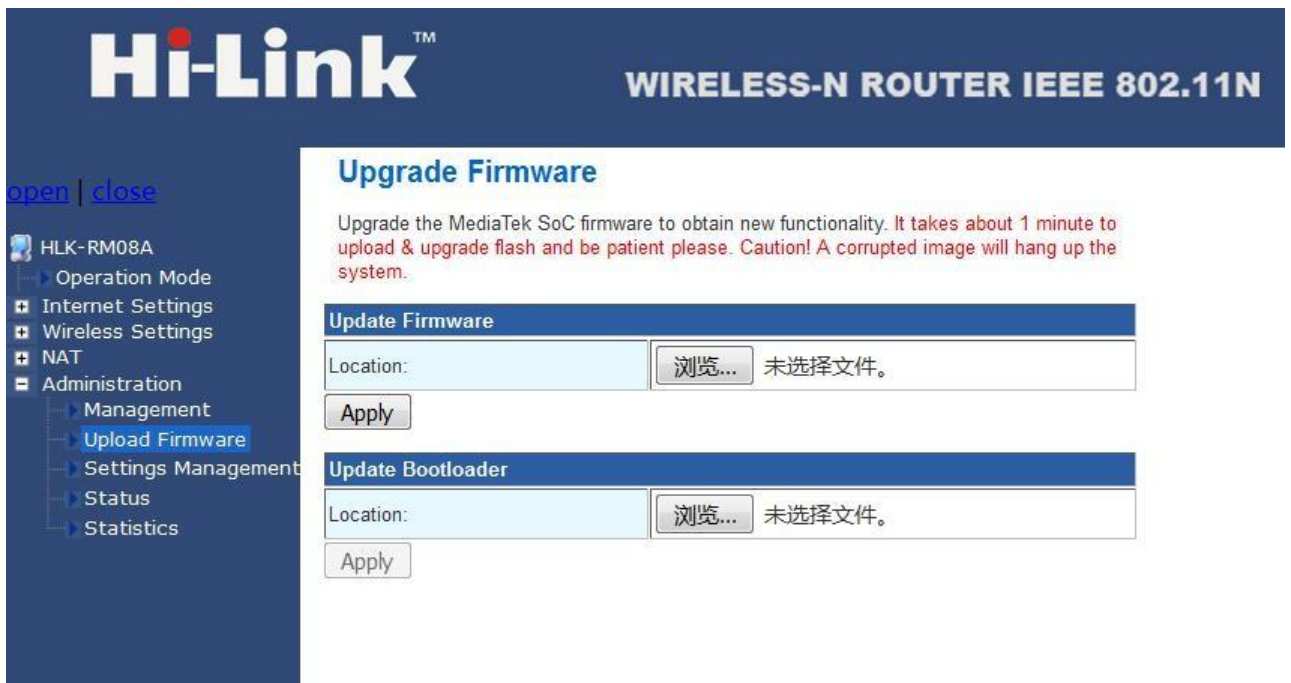 Hi-Link™
WIRELESS-N ROUTER IEEE 802.11N
open | close
HLK-RM08A
Operation Mode
Internet Settings
Wireless Settings
NAT
Administration
Management
Upload Firmware
Settings Management
Status
Statistics
Upgrade Firmware
Upgrade the MediaTek SoC firmware to obtain new functionality. It takes about 1 minute to
upload & upgrade flash and be patient please. Caution! A corrupted image will hang up the
system.
Update Firmware
Location: 浏览... 未选择文件。
Apply
Update Bootloader
Location: 浏览... 未选择文件。
Apply